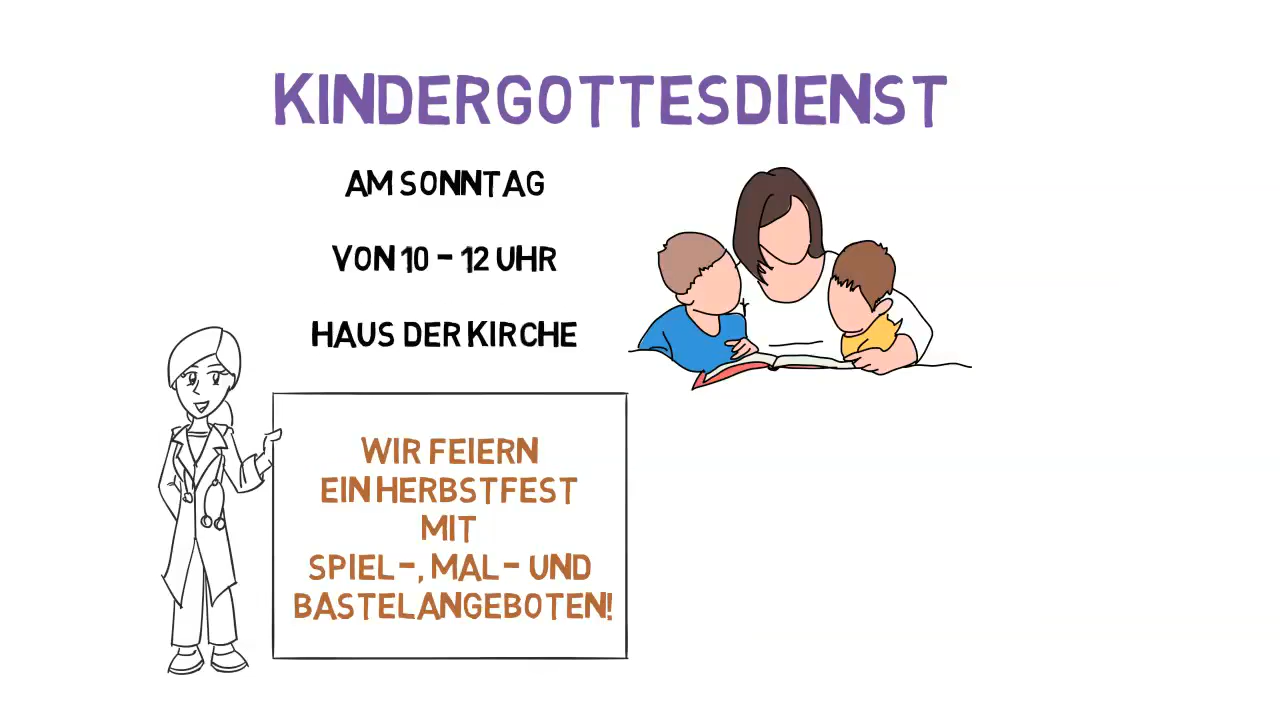 KINDERGOTTESDIENST
AM SONNTAG
VON 10 - 12 UHR
HAUS DER KIRCHE
WIR FEIERN
EIN HERBSTFEST
MIT
SPIEL-, MAL- UND
BASTELANGEBOTEN!